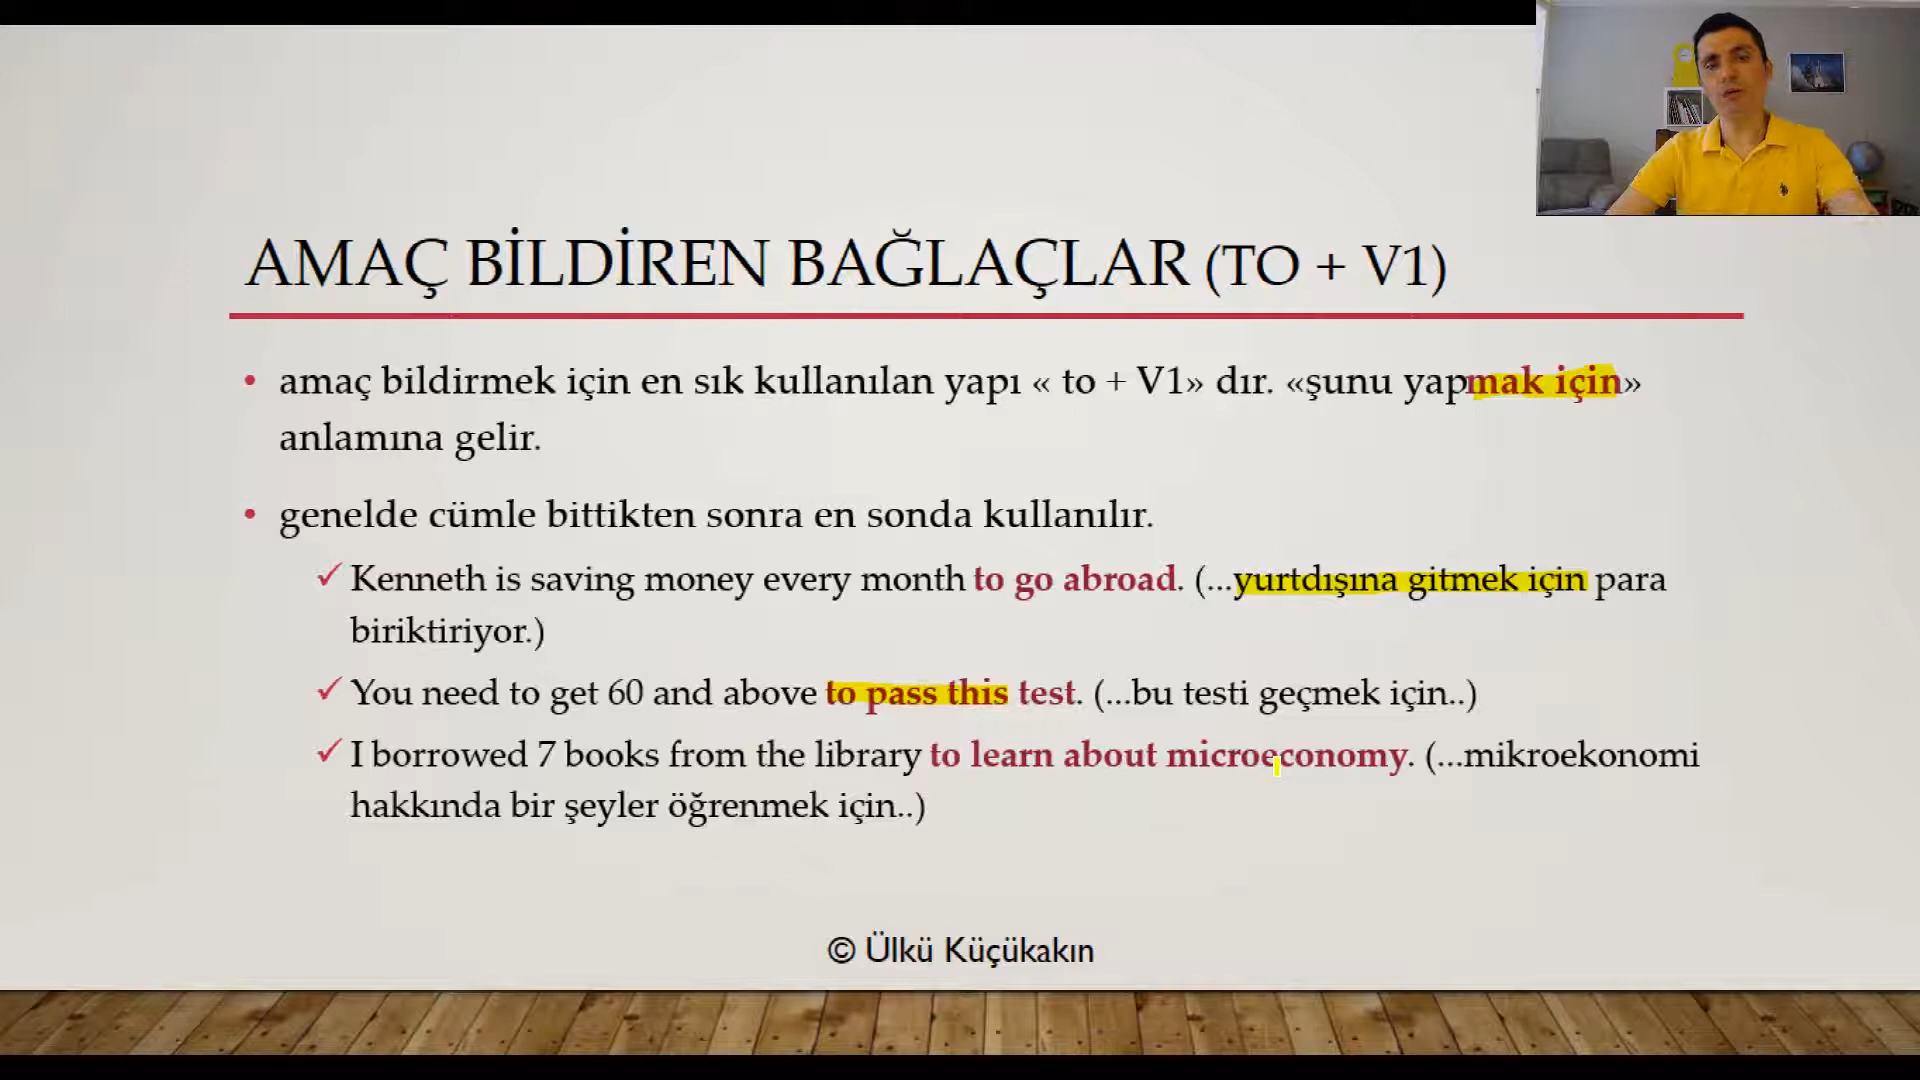 AMAÇ BİLDİREN BAĞLAÇLAR (TO + V1)
• amaç bildirmek için en sık kullanılan yapı « to + V1» dır. «şunu yapmak için»
anlamına gelir.
• genelde cümle bittikten sonra en sonda kullanılır.
✓ Kenneth is saving money every month to go abroad. (...yurtdışına gitmek için para
biriktiriyor.)
✓ You need to get 60 and above to pass this test. (...bu testi geçmek için..)
✓ I borrowed 7 books from the library to learn about microeconomy. (...mikroekonomi
hakkında bir şeyler öğrenmek için..)
© Ülkü Küçükakın